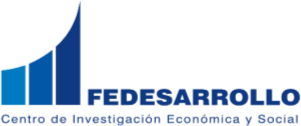 FEDESARROLLO
Centro de Investigación Económica y Social